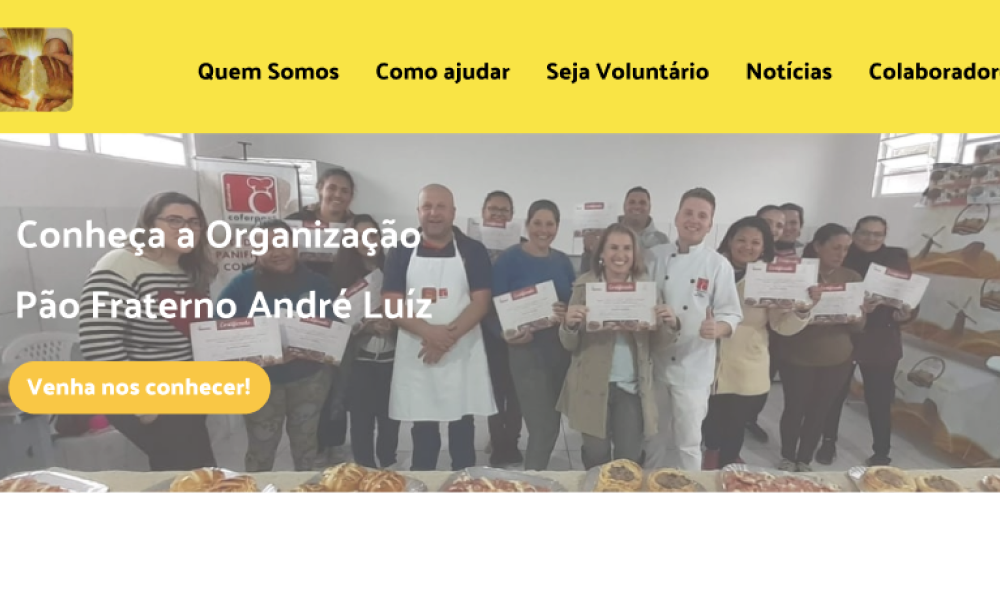 Quem Somos
Como ajudar
Seja Voluntário
Notícias
Colaborador
Conheça a Organização
Pão Fraterno André Luíz
Venha nos conhecer!